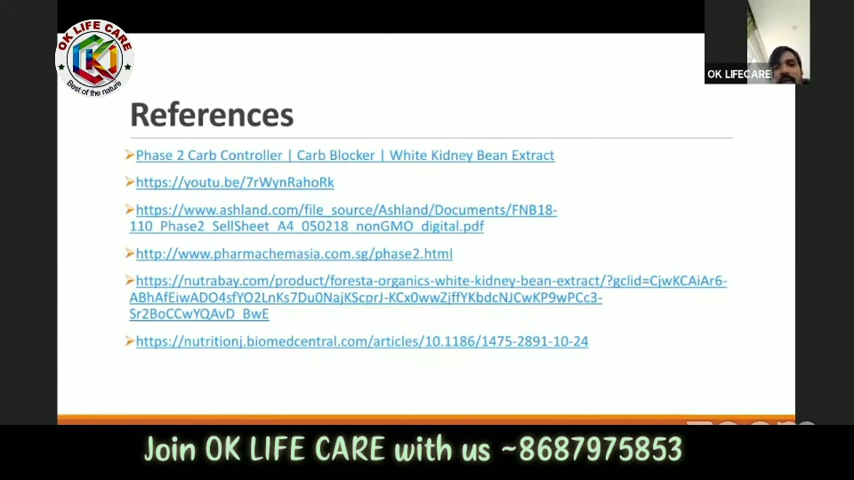 OK LIFE CARE
Best of the nature
OK LIFECARE
References
Phase 2 Carb Controller | Carb Blocker | White Kidney Bean Extract
https://youtu.be/7rWynRahoRk
https://www.ashland.com/file_source/Ashland/Documents/FNB18-
110_Phase2_SellSheet_A4_050218_nonGMO_digital.pdf
http://www.pharmachemasia.com.sg/phase2.html
https://nutrabay.com/product/foresta-organics-white-kidney-bean-extract/?gclid=CjwKCAiAr6-
ABhAfEiwADO4sfYO2LnKs7Du0NajKScprJ-KCx0wwZjffYKbdcNJCwKP9wPCc3-
Sr2BoCCwYQAvD_BwE
https://nutritionj.biomedcentral.com/articles/10.1186/1475-2891-10-24
zoom
Join OK LIFE CARE with us ~8687975853